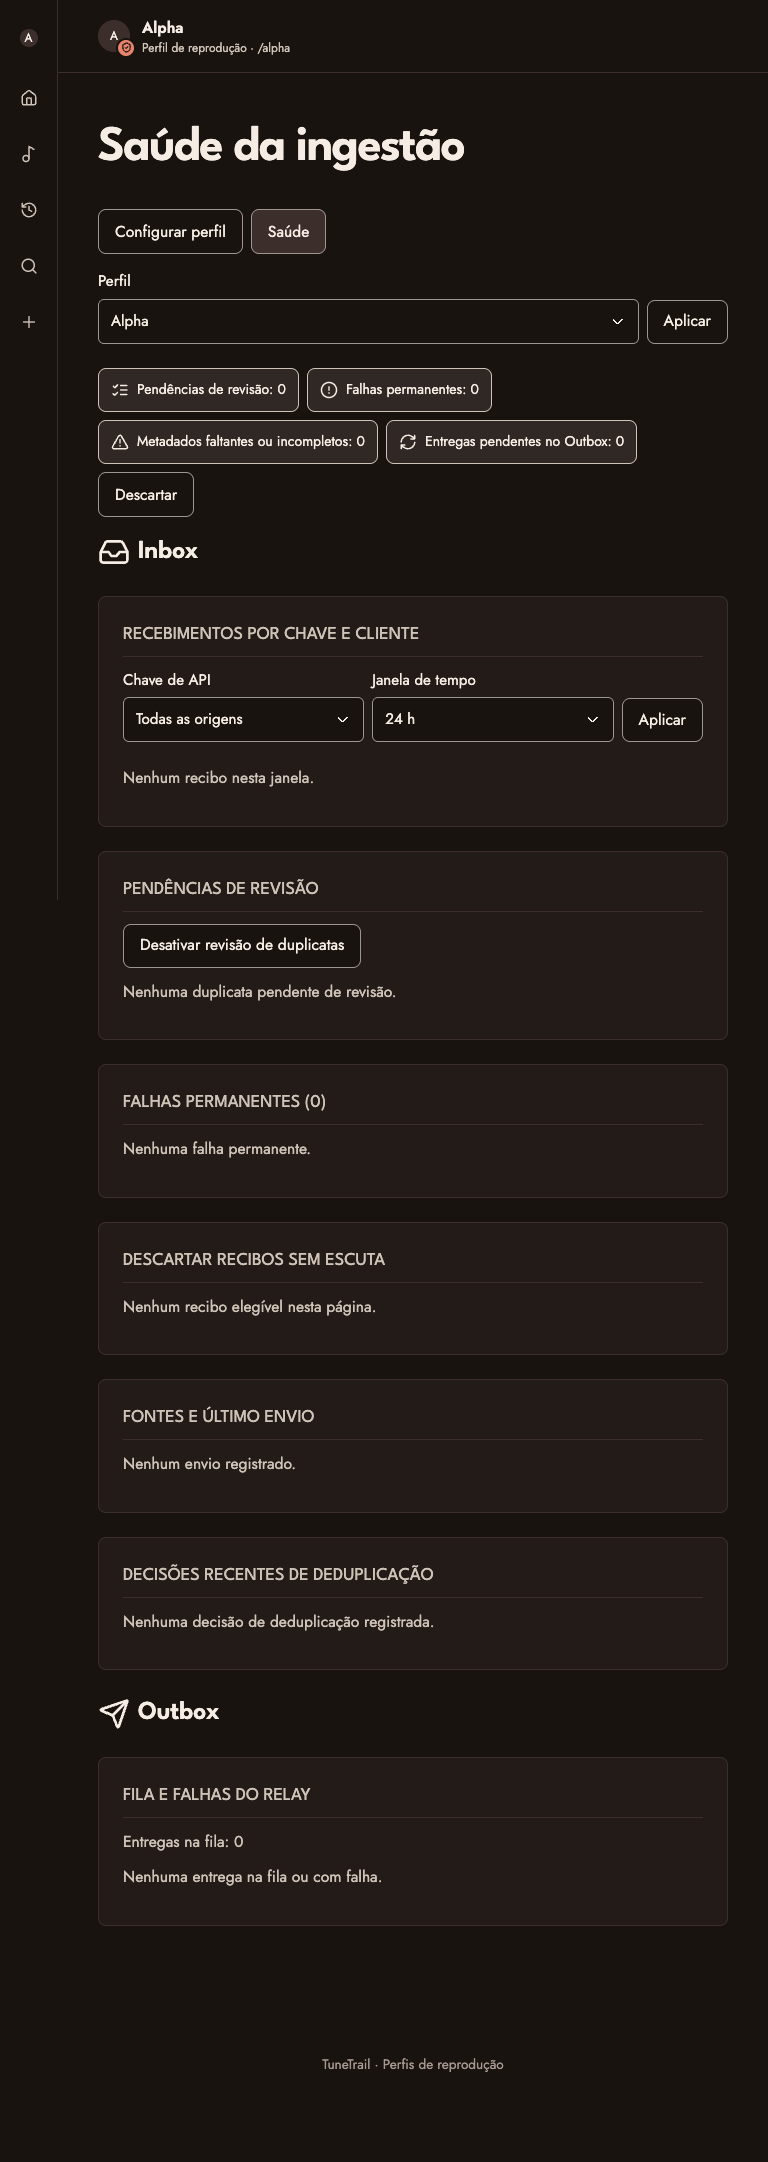 A
A
Alpha
Perfil de reprodução · /alpha
Saúde da ingestão
Configurar perfil
Saúde
Perfil
Alpha
Aplicar
Pendências de revisão: 0
Falhas permanentes: 0
Metadados faltantes ou incompletos: 0
Entregas pendentes no Outbox: 0
Descartar
Inbox
RECEBIMENTOS POR CHAVE E CLIENTE
Chave de API
Janela de tempo
Todas as origens
24 h
Aplicar
Nenhum recibo nesta janela.
PENDÊNCIAS DE REVISÃO
Desativar revisão de duplicatas
Nenhuma duplicata pendente de revisão.
FALHAS PERMANENTES (0)
Nenhuma falha permanente.
DESCARTAR RECIBOS SEM ESCUTA
Nenhum recibo elegível nesta página.
FONTES E ÚLTIMO ENVIO
Nenhum envio registrado.
DECISÕES RECENTES DE DEDUPLICAÇÃO
Nenhuma decisão de deduplicação registrada.
Outbox
FILA E FALHAS DO RELAY
Entregas na fila: 0
Nenhuma entrega na fila ou com falha.
TuneTrail · Perfis de reprodução